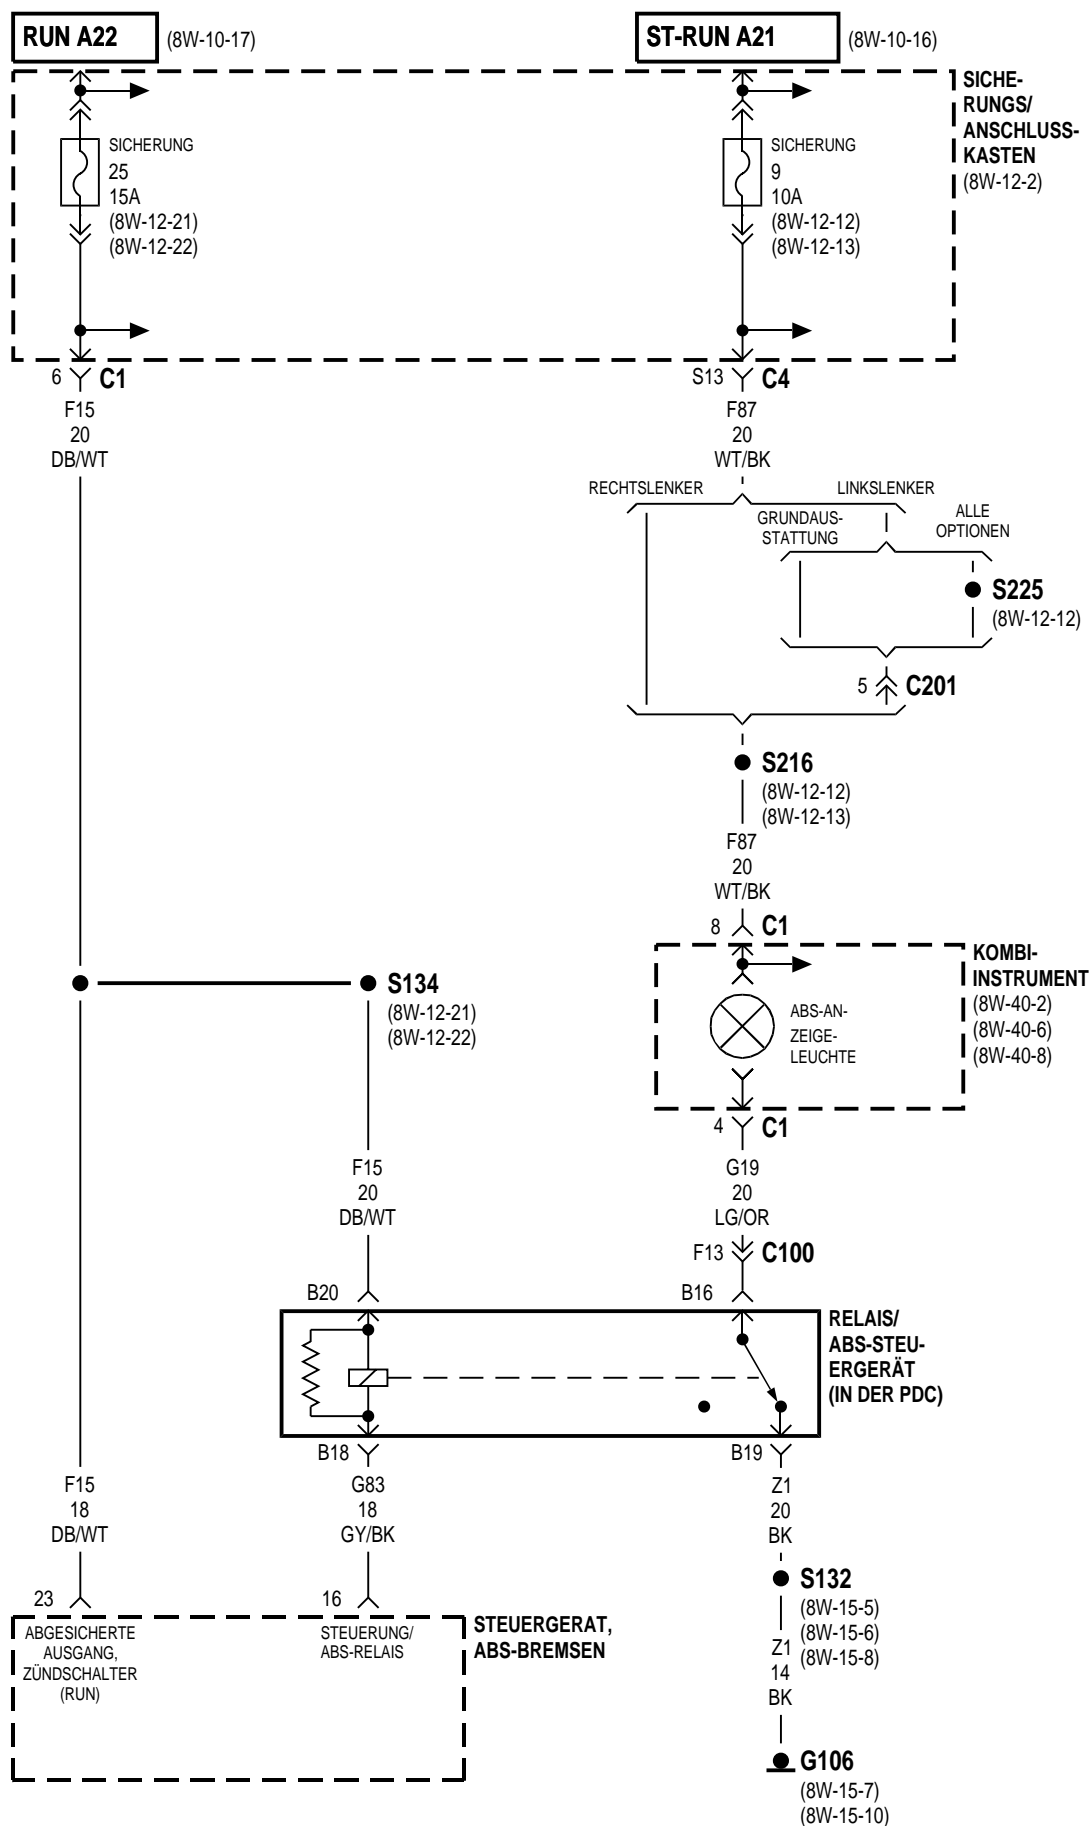 RUN A22 (8W-10-17)
ST-RUN A21 (8W-10-16)
SICHE-
RUNGS/
ANSCHLUSS-
KASTEN
(8W-12-2)
SICHERUNG
25
15A
(8W-12-21)
(8W-12-22)
SICHERUNG
9
10A
(8W-12-12)
(8W-12-13)
6 C1
S13 C4
F15
20
DB/WT
F87
20
WT/BK
RECHTSLENKER
LINKSLENKER
GRUNDAUS-
STATTUNG
ALLE
OPTIONEN
S225
(8W-12-12)
5 C201
S216
(8W-12-12)
(8W-12-13)
F87
20
WT/BK
8 C1
KOMBI-
INSTRUMENT
(8W-40-2)
(8W-40-6)
(8W-40-8)
ABS-AN-
ZEIGE-
LEUCHTE
S134
(8W-12-21)
(8W-12-22)
4 C1
F15
20
DB/WT
G19
20
LG/OR
F13 C100
B20
B16
RELAIS/
ABS-STEU-
ERGERÄT
(IN DER PDC)
B18
B19
F15
18
DB/WT
G83
18
GY/BK
Z1
20
BK
23
16
S132
(8W-15-5)
(8W-15-6)
(8W-15-8)
Z1
14
BK
ABGESICHERTE
AUSGANG,
ZÜNDSCHALTER
(RUN)
STEUERUNG/
ABS-RELAIS
STEUERGERAT,
ABS-BREMSEN
G106
(8W-15-7)
(8W-15-10)